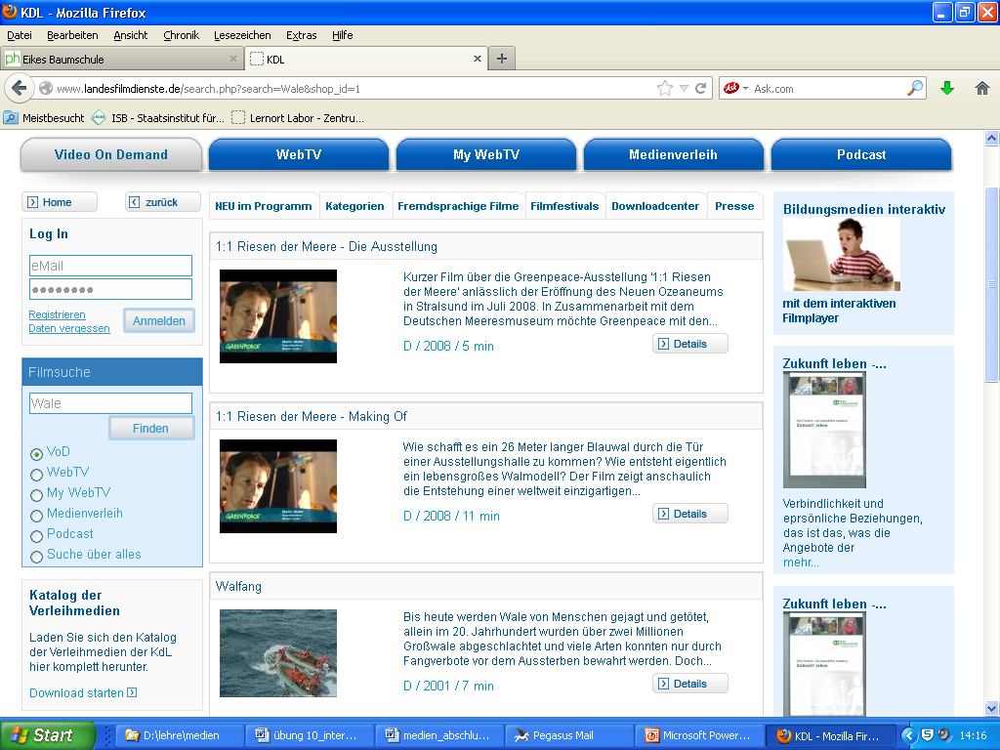 KDL - Mozilla Firefox
Datei Bearbeiten Ansicht Chronik Lesezeichen Extras Hilfe
ph Eikes Baumschule
KDL
www.landesfilmdienste.de/search.php?search=Wale&shop_id=1
Ask Ask.com
Meistbesucht ISB - Staatsinstitut für... Lernort Labor - Zentru...
Video On Demand WebTV My WebTV Medienverleih Podcast
Home zurück
NEU im Programm Kategorien Fremdsprachige Filme Filmfestivals Downloadcenter Presse
Log In
eMail
Registrieren
Daten vergessen
Anmelden
Filmsuche
Wale
Finden
VoD
WebTV
My WebTV
Medienverleih
Podcast
Suche über alles
Katalog der
Verleihmedien
Laden Sie sich den Katalog
der Verleihmedien der KdL
hier komplett herunter.
Download starten
1:1 Riesen der Meere - Die Ausstellung
GREENPEACE
Kurzer Film über die Greenpeace-Ausstellung '1:1 Riesen
der Meere' anlässlich der Eröffnung des Neuen Ozeaneums
in Stralsund im Juli 2008. In Zusammenarbeit mit dem
Deutschen Meeresmuseum möchte Greenpeace mit den...
D / 2008 / 5 min
Details
1:1 Riesen der Meere - Making Of
GREENPEACE
Wie schafft es ein 26 Meter langer Blauwal durch die Tür
einer Ausstellungshalle zu kommen? Wie entsteht eigentlich
ein lebensgroßes Walmodell? Der Film zeigt anschaulich
die Entstehung einer weltweit einzigartigen...
D / 2008 / 11 min
Details
Walfang
Bis heute werden Wale von Menschen gejagt und getötet,
allein im 20. Jahrhundert wurden über zwei Millionen
Großwale abgeschlachtet und viele Arten konnten nur durch
Fangverbote vor dem Aussterben bewahrt werden. Doch...
D / 2001 / 7 min
Details
Bildungsmedien interaktiv
mit dem interaktiven
Filmplayer
Zukunft leben -...
Zukunft leben.
Verbindlichkeit und
eprsönliche Beziehungen,
das ist das, was die
Angebote der
mehr...
Zukunft leben -...
Zukunft leben.
Start
D:\lehre\medien
übung 10_inter...
medien_abschlu...
Pegasus Mail
Microsoft Power...
KDL - Mozilla Fir...
14:16